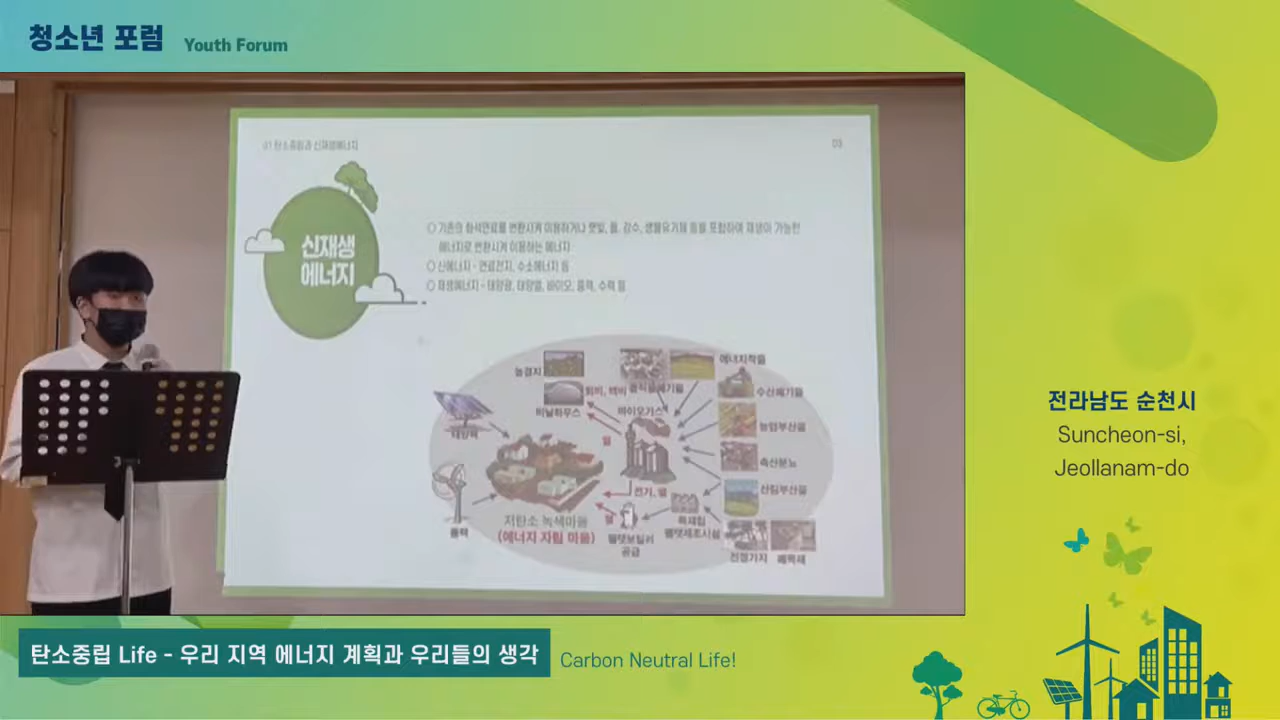 청소년 포럼 Youth Forum
01 탄소중립과 신재생에너지
03
신재생
에너지
○ 기존의 화석연료를 변환시켜 이용하거나 햇빛, 물, 강수, 생물유기체 등을 포함하여 재생이 가능한
에너지로 변환시켜 이용하는 에너지
○ 신에너지 - 연료전지, 수소에너지 등
○ 재생에너지 - 태양광, 태양열, 바이오, 풍력, 수력 등
농경지
퇴비, 액비
음식물쓰레기물
에너지작물
비닐하우스
바이오가스
수산폐기물
농업부산물
태양력
열
축산분뇨
전기, 열
산림부산물
풍력
저탄소 녹색마을
(에너지 자립 마을)
열
펠렛보일러
공급
목재칩
펠렛제조시설
전정가지
폐목재
전라남도 순천시
Suncheon-si,
Jeollanam-do
탄소중립 Life - 우리 지역 에너지 계획과 우리들의 생각
Carbon Neutral Life!